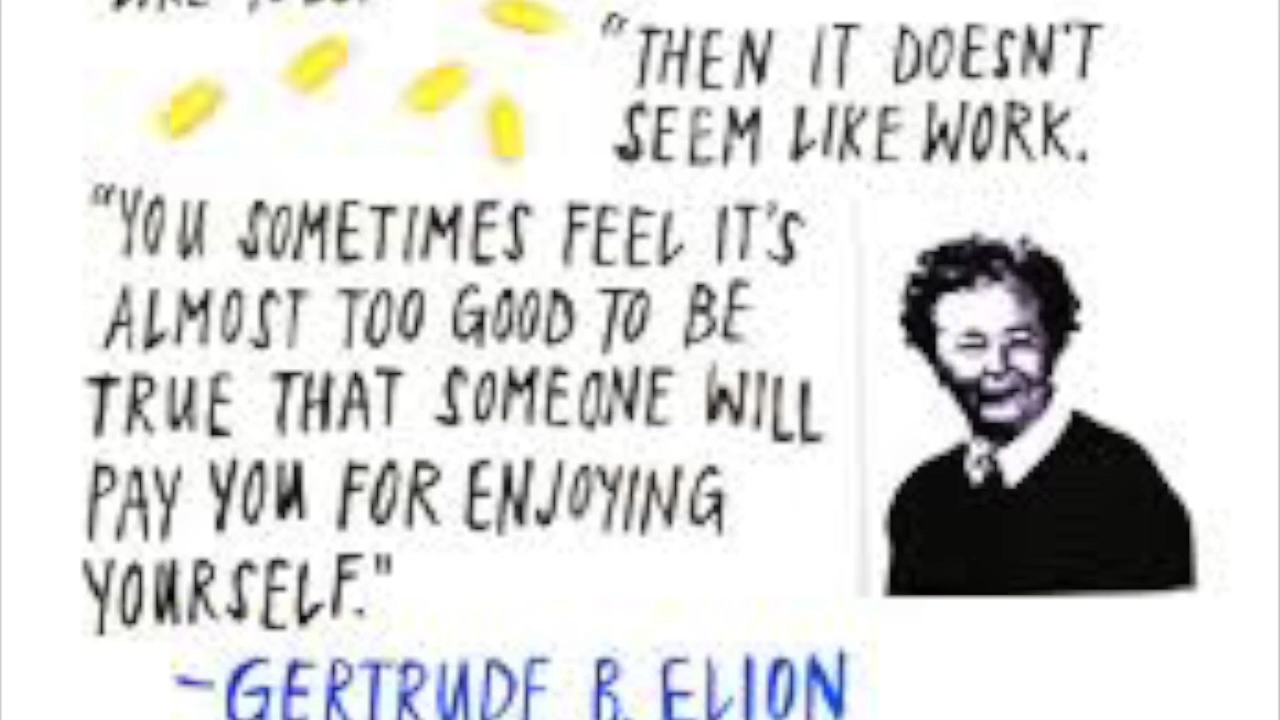 "THEN IT DOESN'T
SEEM LIKE WORK.
"YOU SOMETIMES FEEL IT'S
ALMOST TOO GOOD TO BE
TRUE THAT SOMEONE WILL
PAY YOU FOR ENJOYING
YOURSELF."
-GERTRUDE B. ELION